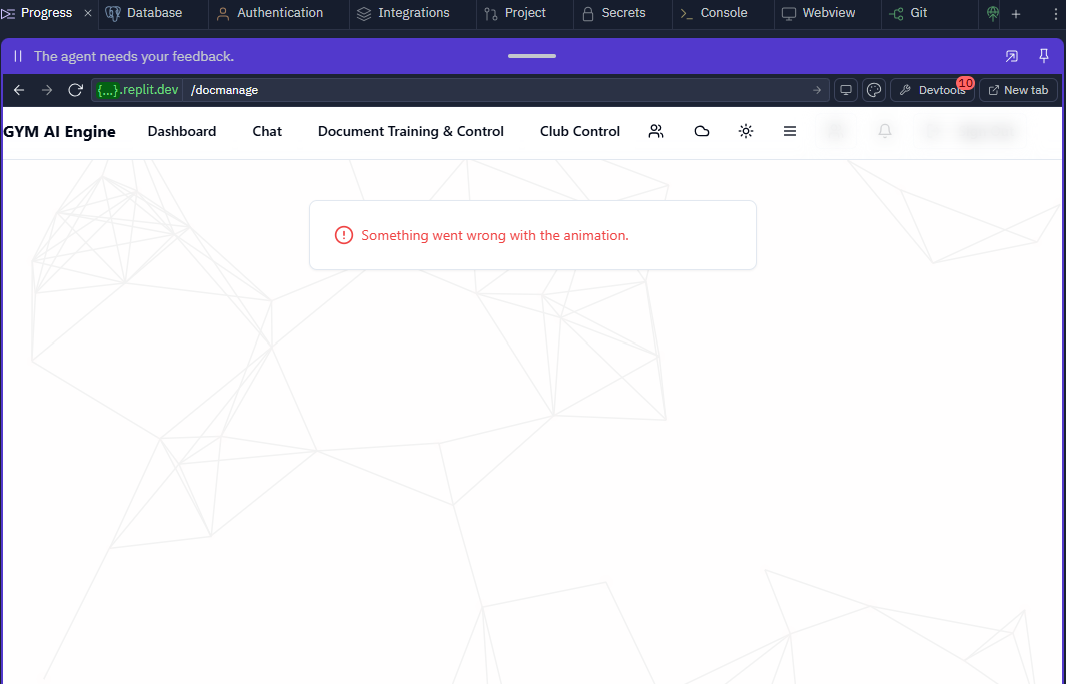 Progress Database Authentication Integrations Project Secrets Console Webview Git
The agent needs your feedback.
{...}.replit.dev /docmanage Devtools 10 New tab
GYM AI Engine Dashboard Chat Document Training & Control Club Control
Something went wrong with the animation.